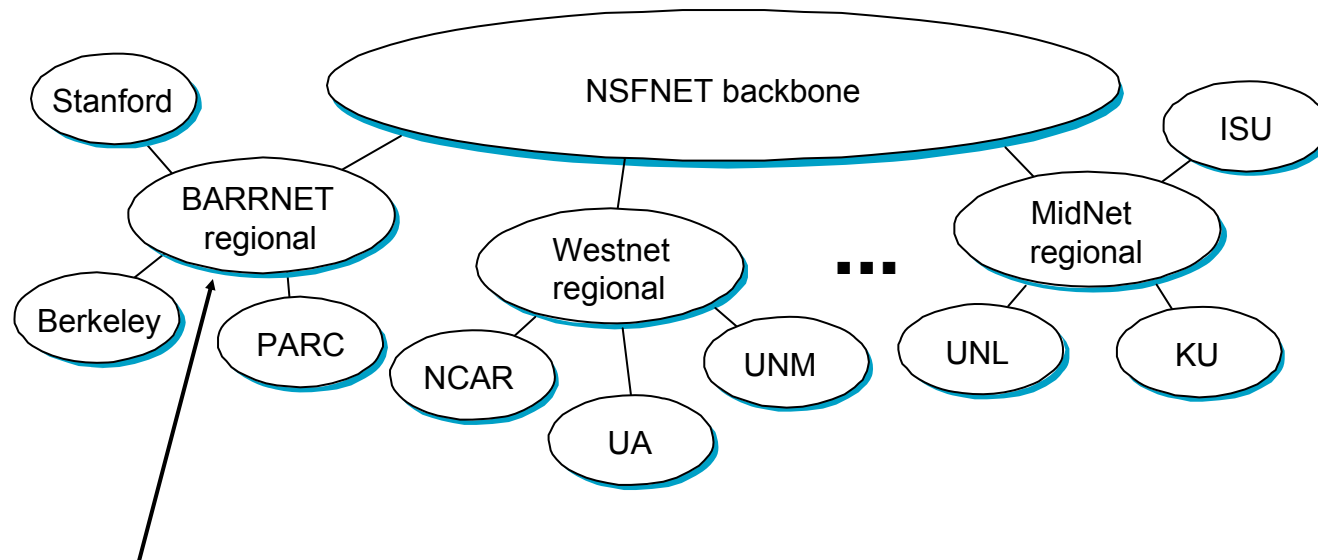 NSFNET backbone
Stanford
ISU
BARRNET
regional
MidNet
regional
Westnet
regional
...
Berkeley
PARC
NCAR
UNM
UNL
KU
UA